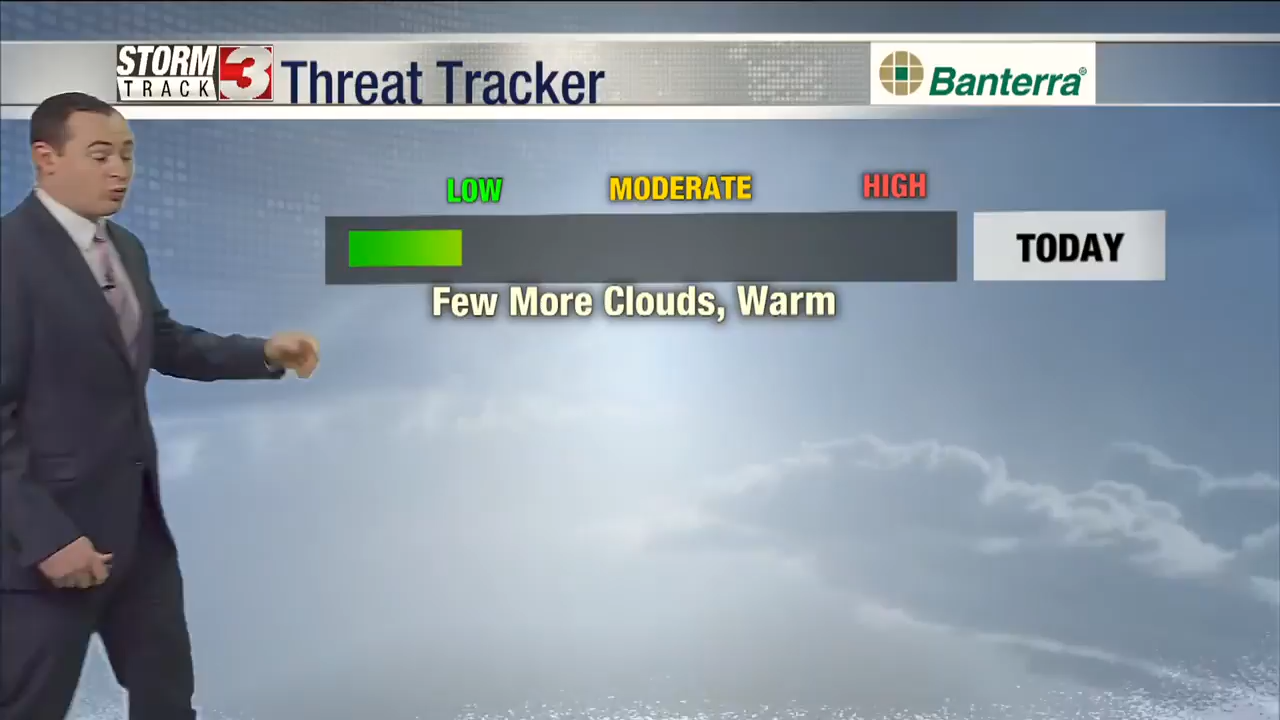 STORM
TRACK
3
Threat Tracker
Banterra®
LOW
MODERATE
HIGH
TODAY
Few More Clouds, Warm